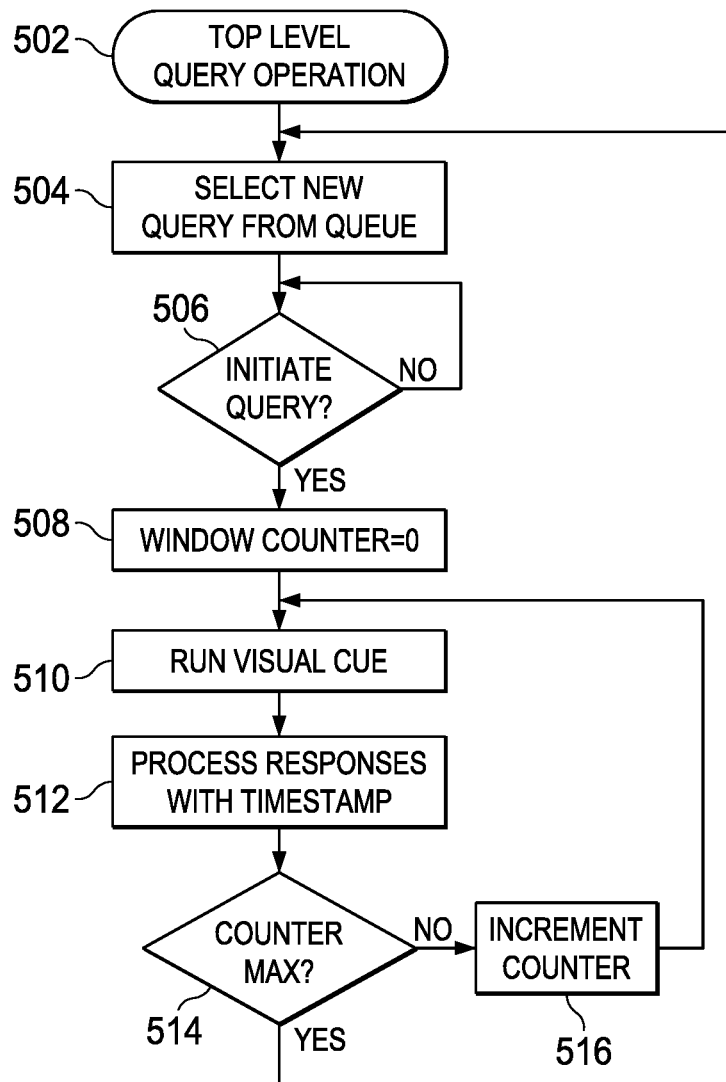 502
TOP LEVEL
QUERY OPERATION
504
SELECT NEW
QUERY FROM QUEUE
506
INITIATE
QUERY?
NO
YES
508
WINDOW COUNTER=0
510
RUN VISUAL CUE
512
PROCESS RESPONSES
WITH TIMESTAMP
COUNTER
MAX?
NO
INCREMENT
COUNTER
514
YES
516